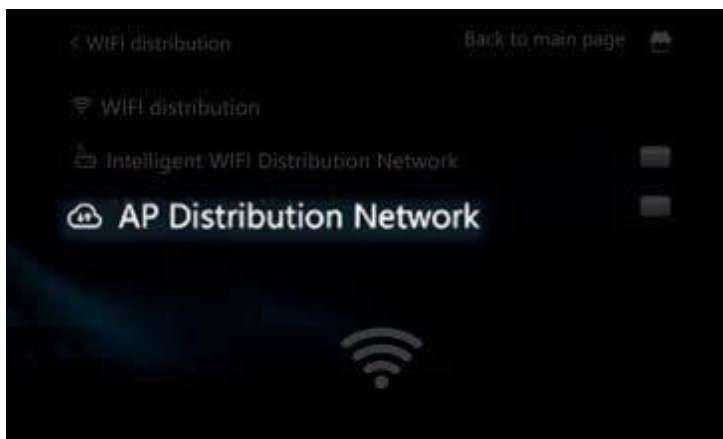 < WIFI distribution Back to main page
WIFI distribution
Intelligent WIFI Distribution Network
AP Distribution Network